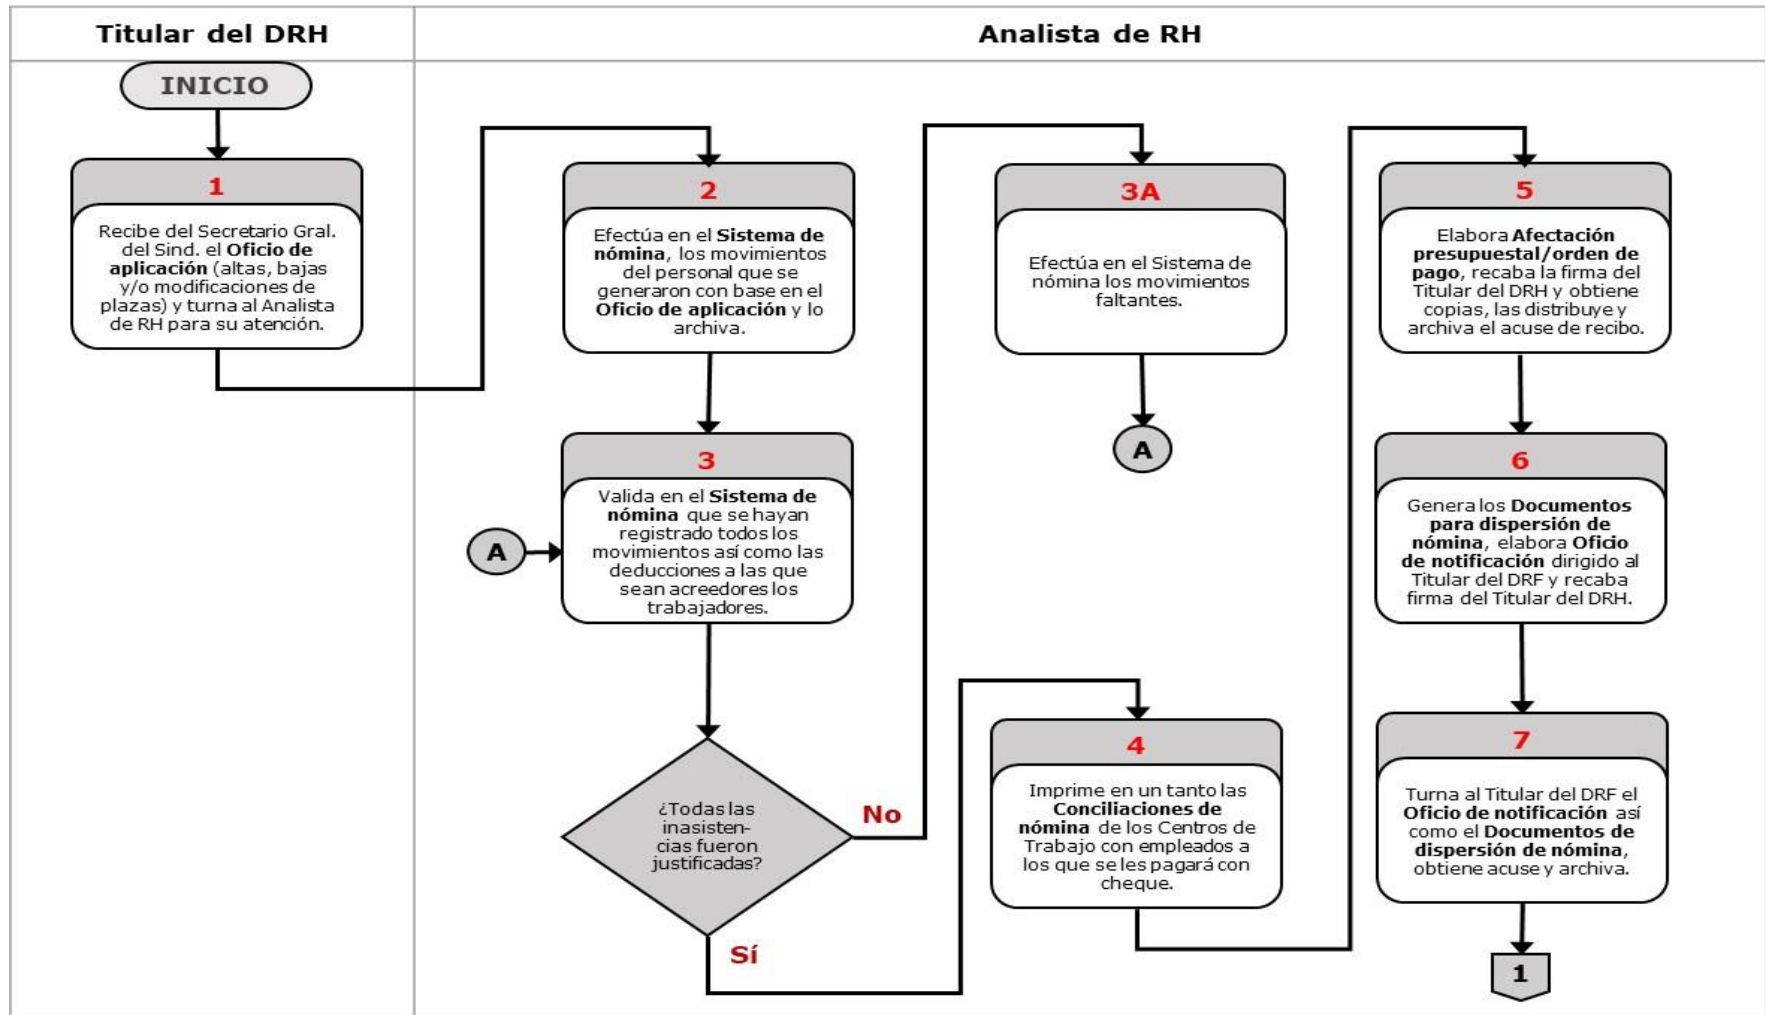 Titular del DRH
Analista de RH
INICIO
1
Recibe del Secretario Gral.
del Sind. el Oficio de
aplicación (altas, bajas
y/o modificaciones de
plazas) y turna al Analista
de RH para su atención.
2
Efectúa en el Sistema de
nómina, los movimientos
del personal que se
generaron con base en el
Oficio de aplicación y lo
archiva.
3
Valida en el Sistema de
nómina que se hayan
registrado todos los
movimientos así como las
deducciones a las que
sean acreedores los
trabajadores.
A
¿Todas las
inasisten-
cias fueron
justificadas?
No
Sí
3A
Efectúa en el Sistema de
nómina los movimientos
faltantes.
A
4
Imprime en un tanto las
Conciliaciones de
nómina de los Centros de
Trabajo con empleados a
los que se les pagará con
cheque.
5
Elabora Afectación
presupuestal/orden de
pago, recaba la firma del
Titular del DRH y obtiene
copias, las distribuye y
archiva el acuse de recibo.
6
Genera los Documentos
para dispersión de
nómina, elabora Oficio
de notificación dirigido al
Titular del DRF y recaba
firma del Titular del DRH.
7
Turna al Titular del DRF el
Oficio de notificación así
como el Documentos de
dispersión de nómina,
obtiene acuse y archiva.
1